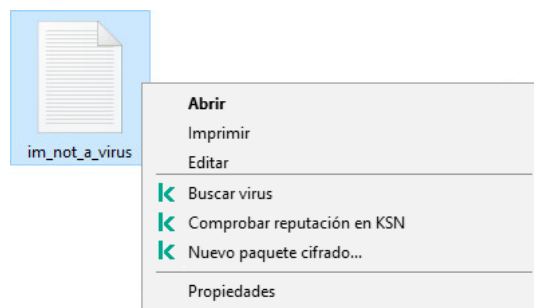 im_not_a_virus
Abrir
Imprimir
Editar
Buscar virus
Comprobar reputación en KSN
Nuevo paquete cifrado...
Propiedades